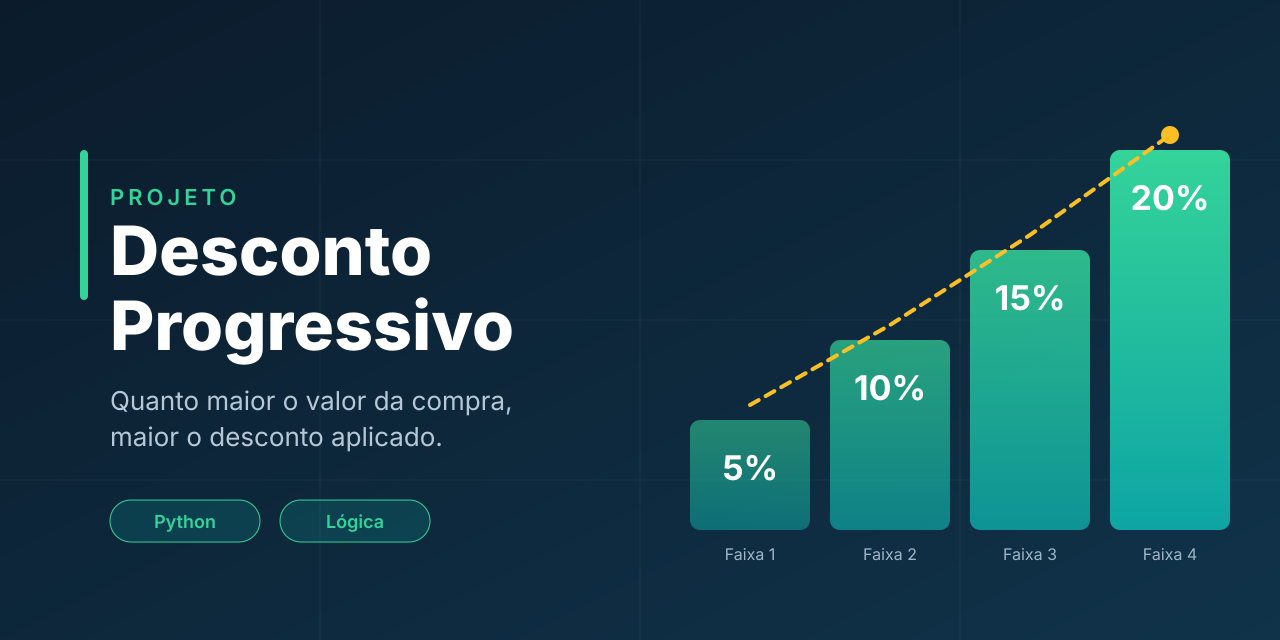 PROJETO
Desconto
Progressivo
Quanto maior o valor da compra,
maior o desconto aplicado.
Python
Lógica
5%
10%
15%
20%
Faixa 1
Faixa 2
Faixa 3
Faixa 4